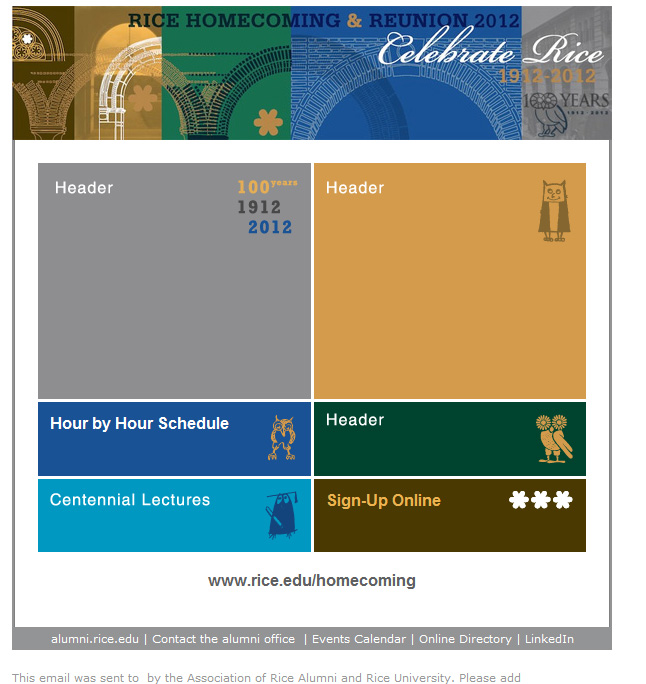 RICE HOMECOMING & REUNION 2012
Celebrate Rice
1912-2012
100 YEARS
1912 - 2012
Header
100years
1912
2012
Header
Hour by Hour Schedule
Header
Centennial Lectures
Sign-Up Online
www.rice.edu/homecoming
alumni.rice.edu | Contact the alumni office | Events Calendar | Online Directory | LinkedIn
This email was sent to by the Association of Rice Alumni and Rice University. Please add